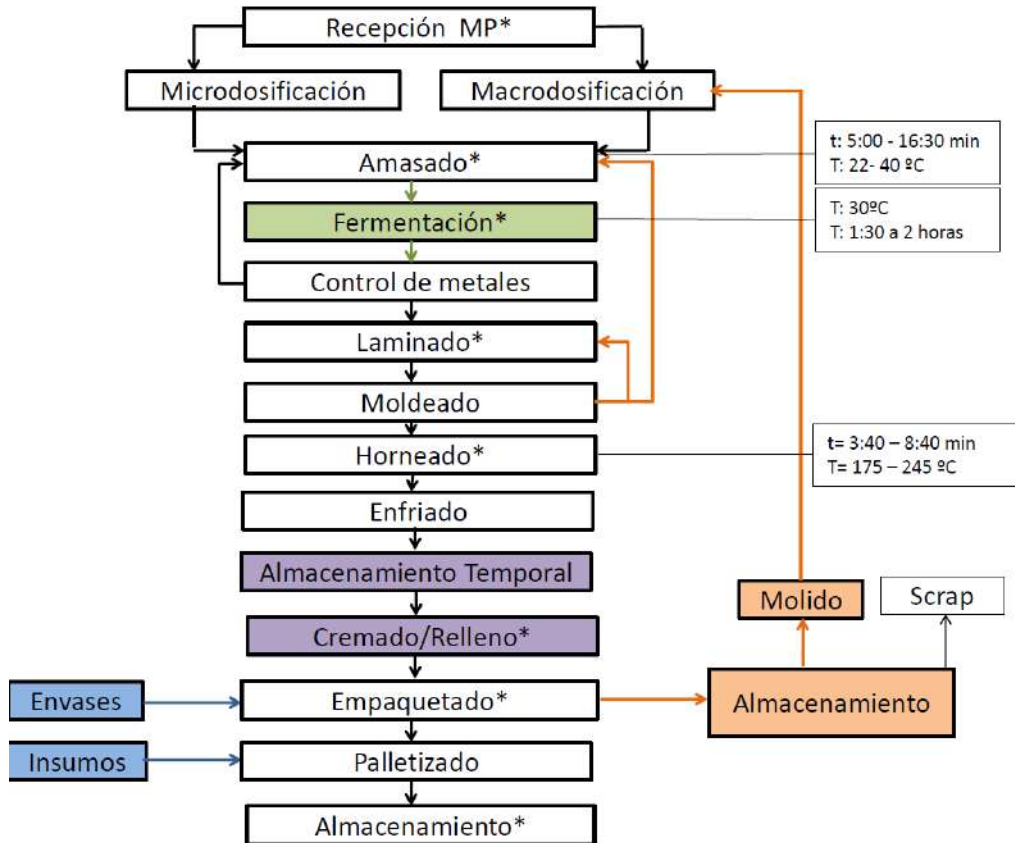 Recepción MP*
Microdosificación
Macrodosificación
Amasado*
t: 5:00 - 16:30 min
T: 22- 40 ºC
Fermentación*
T: 30ºC
T: 1:30 a 2 horas
Control de metales
Laminado*
Moldeado
Horneado*
t= 3:40 – 8:40 min
T= 175 – 245 ºC
Enfriado
Almacenamiento Temporal
Molido
Scrap
Cremado/Relleno*
Envases
Empaquetado*
Almacenamiento
Insumos
Palletizado
Almacenamiento*